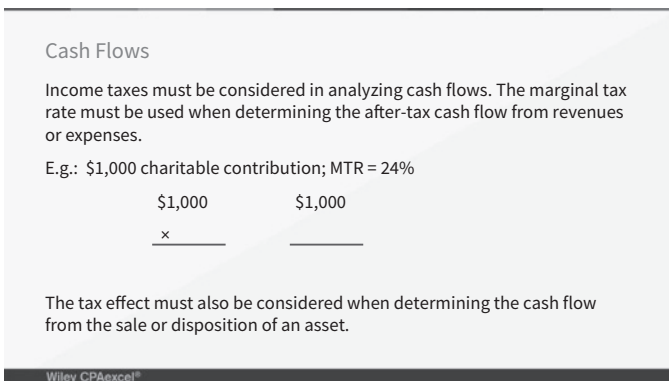 Cash Flows
Income taxes must be considered in analyzing cash flows. The marginal tax
rate must be used when determining the after-tax cash flow from revenues
or expenses.
E.g.: $1,000 charitable contribution; MTR = 24%
$1,000 $1,000
×
The tax effect must also be considered when determining the cash flow
from the sale or disposition of an asset.
Wiley CPAexcel®